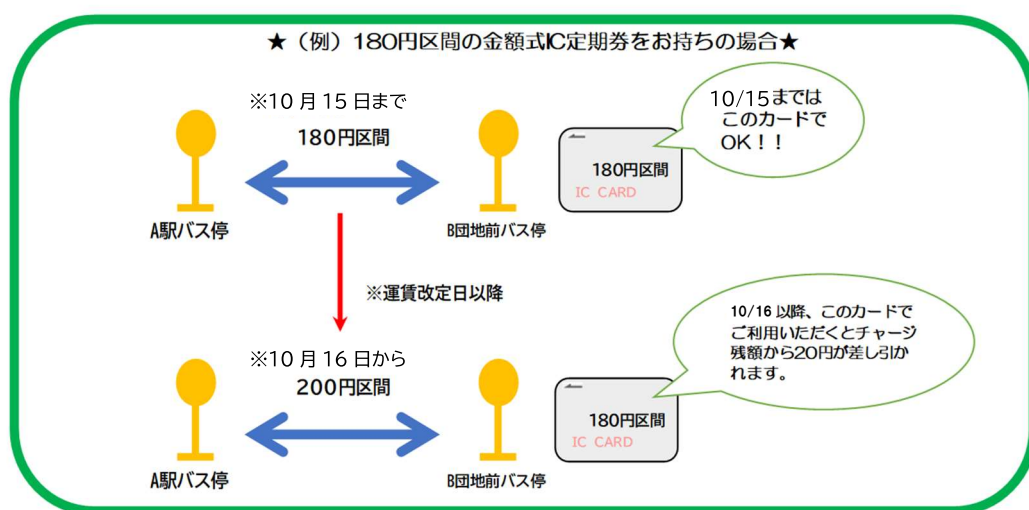 ★（例）180円区間の金額式IC定期券をお持ちの場合★
※10月15日まで
180円区間
A駅バス停
B団地前バス停
180円区間
IC CARD
10/15までは
このカードで
OK！！
※運賃改定日以降
※10月16日から
200円区間
A駅バス停
B団地前バス停
180円区間
IC CARD
10/16以降、このカードで
ご利用いただくとチャージ
残額から20円が差し引か
れます。